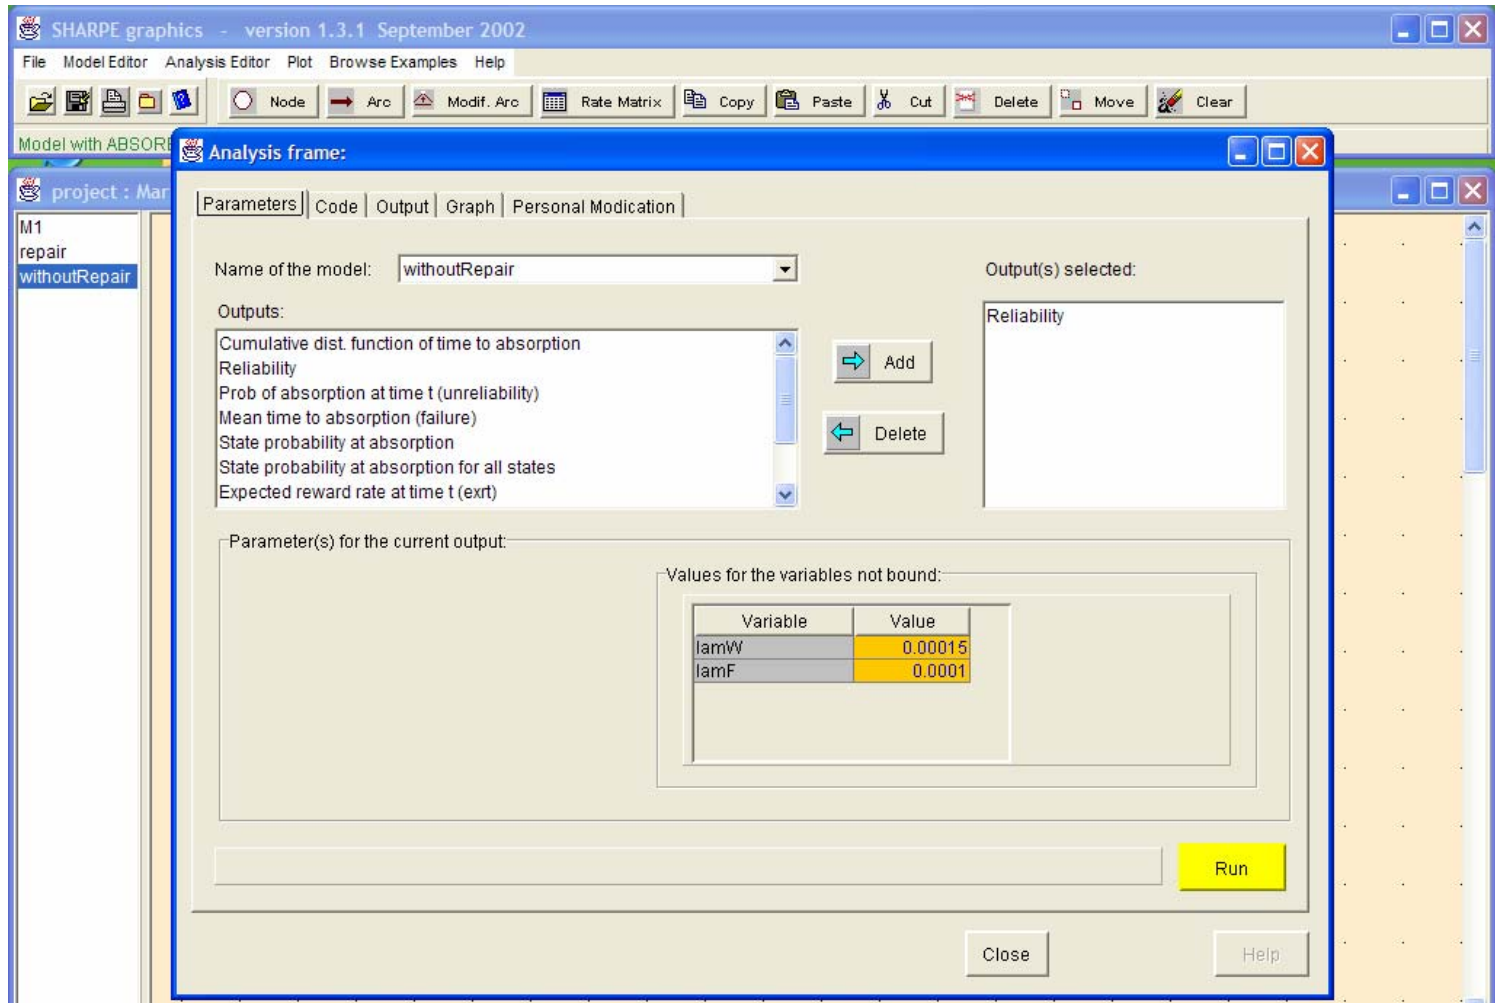 SHARPE graphics - version 1.3.1 September 2002
File Model Editor Analysis Editor Plot Browse Examples Help
Node Arc Modif. Arc Rate Matrix Copy Paste Cut Delete Move Clear
Model with ABSORB
Analysis frame:
project : Mar
M1
repair
withoutRepair
Parameters Code Output Graph Personal Modication
Name of the model: withoutRepair
Output(s) selected:
Outputs:
Cumulative dist. function of time to absorption
Reliability
Prob of absorption at time t (unreliability)
Mean time to absorption (failure)
State probability at absorption
State probability at absorption for all states
Expected reward rate at time t (exrt)
Add
Delete
Reliability
Parameter(s) for the current output:
Values for the variables not bound:
Variable Value
lamW 0.00015
lamF 0.0001
Run
Close Help